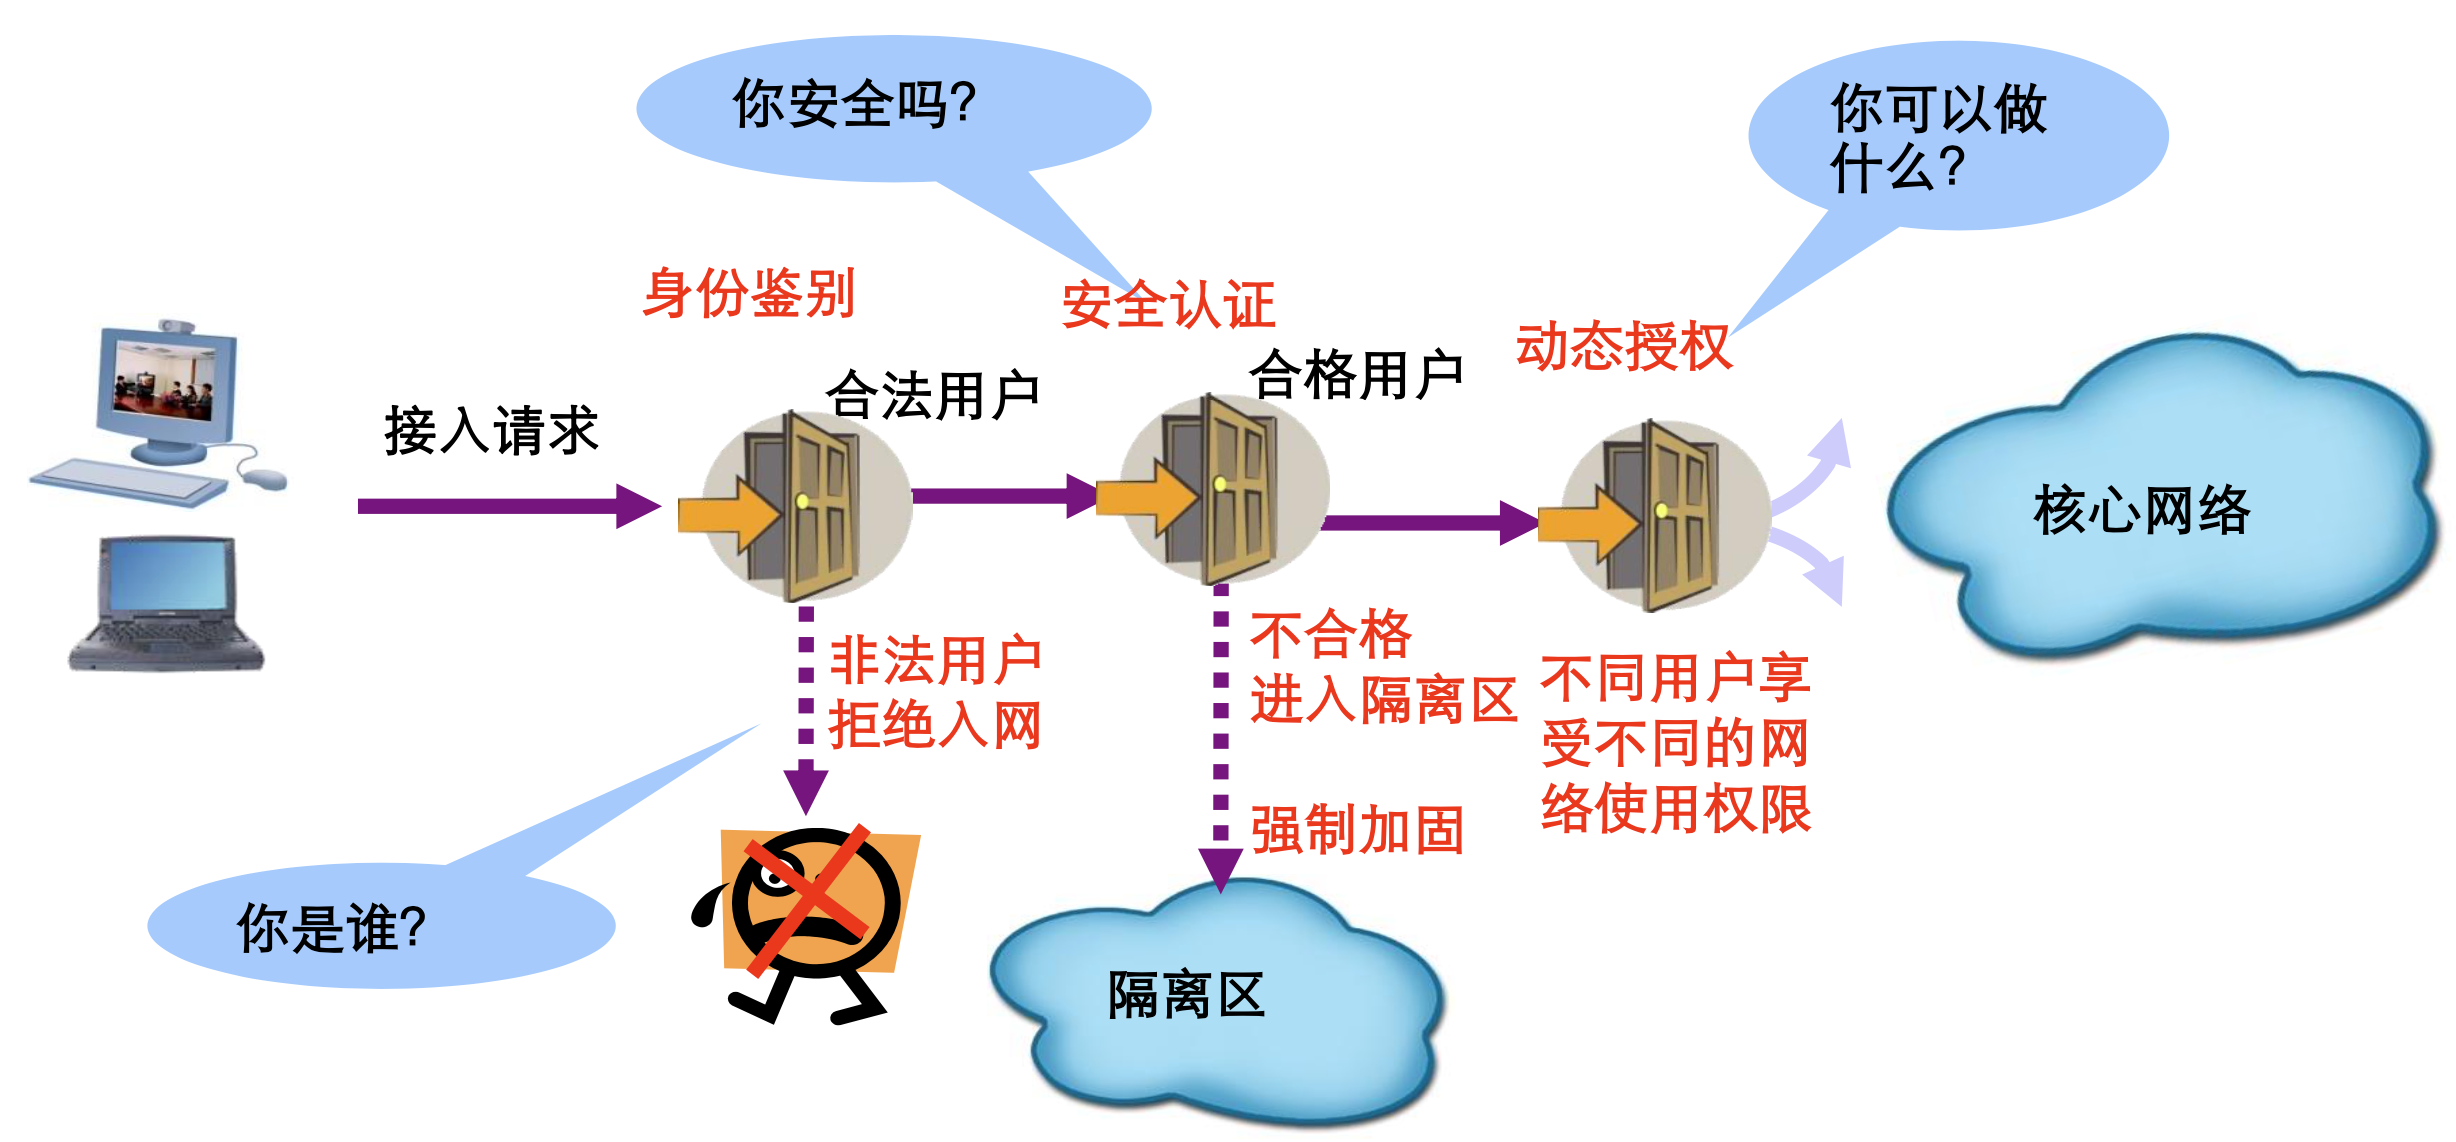 你安全吗?
你可以做
什么?
身份鉴别
安全认证
动态授权
接入请求
合法用户
合格用户
核心网络
非法用户
拒绝入网
不合格
进入隔离区
强制加固
不同用户享
受不同的网
络使用权限
你是谁?
隔离区